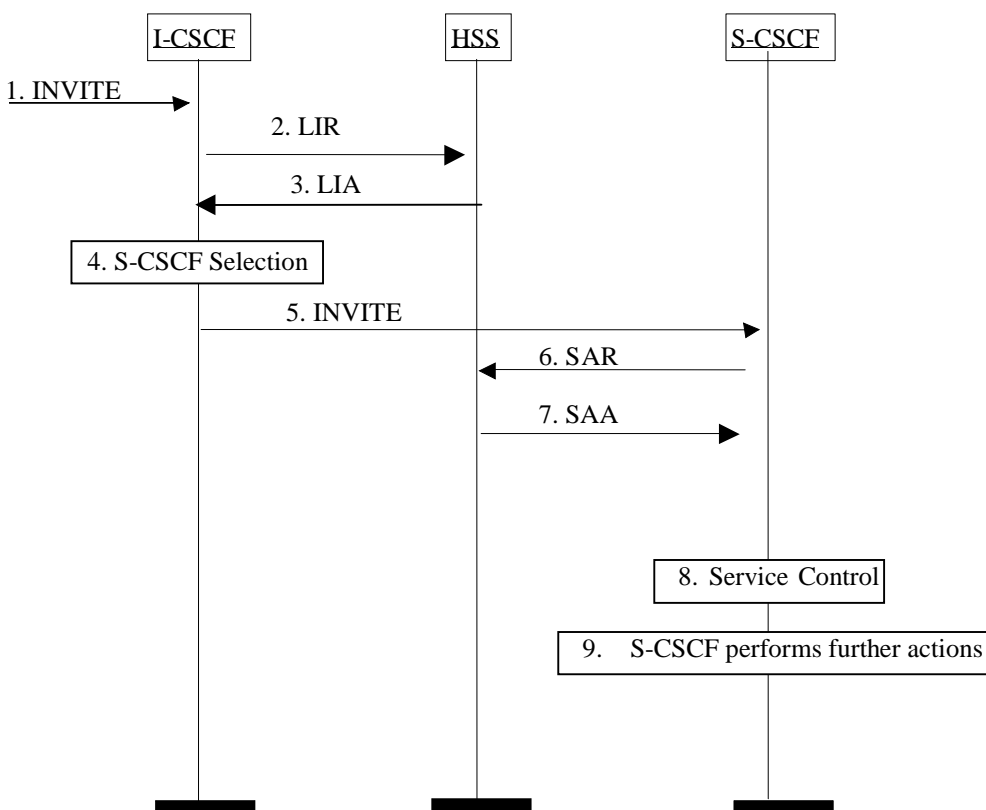 I-CSCF
HSS
S-CSCF
1. INVITE
2. LIR
3. LIA
4. S-CSCF Selection
5. INVITE
6. SAR
7. SAA
8. Service Control
9. S-CSCF performs further actions